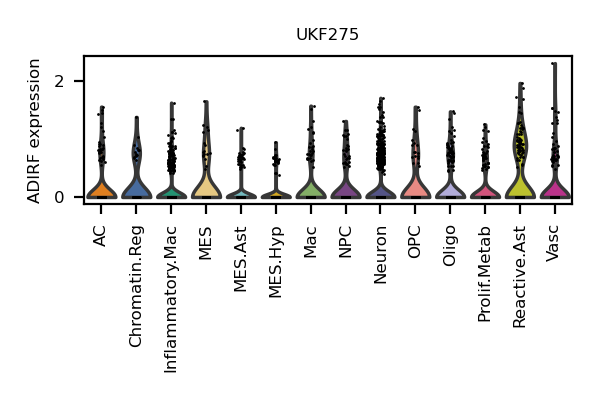 UKF275
ADIRF expression
2
0
AC
Chromatin.Reg
Inflammatory.Mac
MES
MES.Ast
MES.Hyp
Mac
NPC
Neuron
OPC
Oligo
Prolif.Metab
Reactive.Ast
Vasc